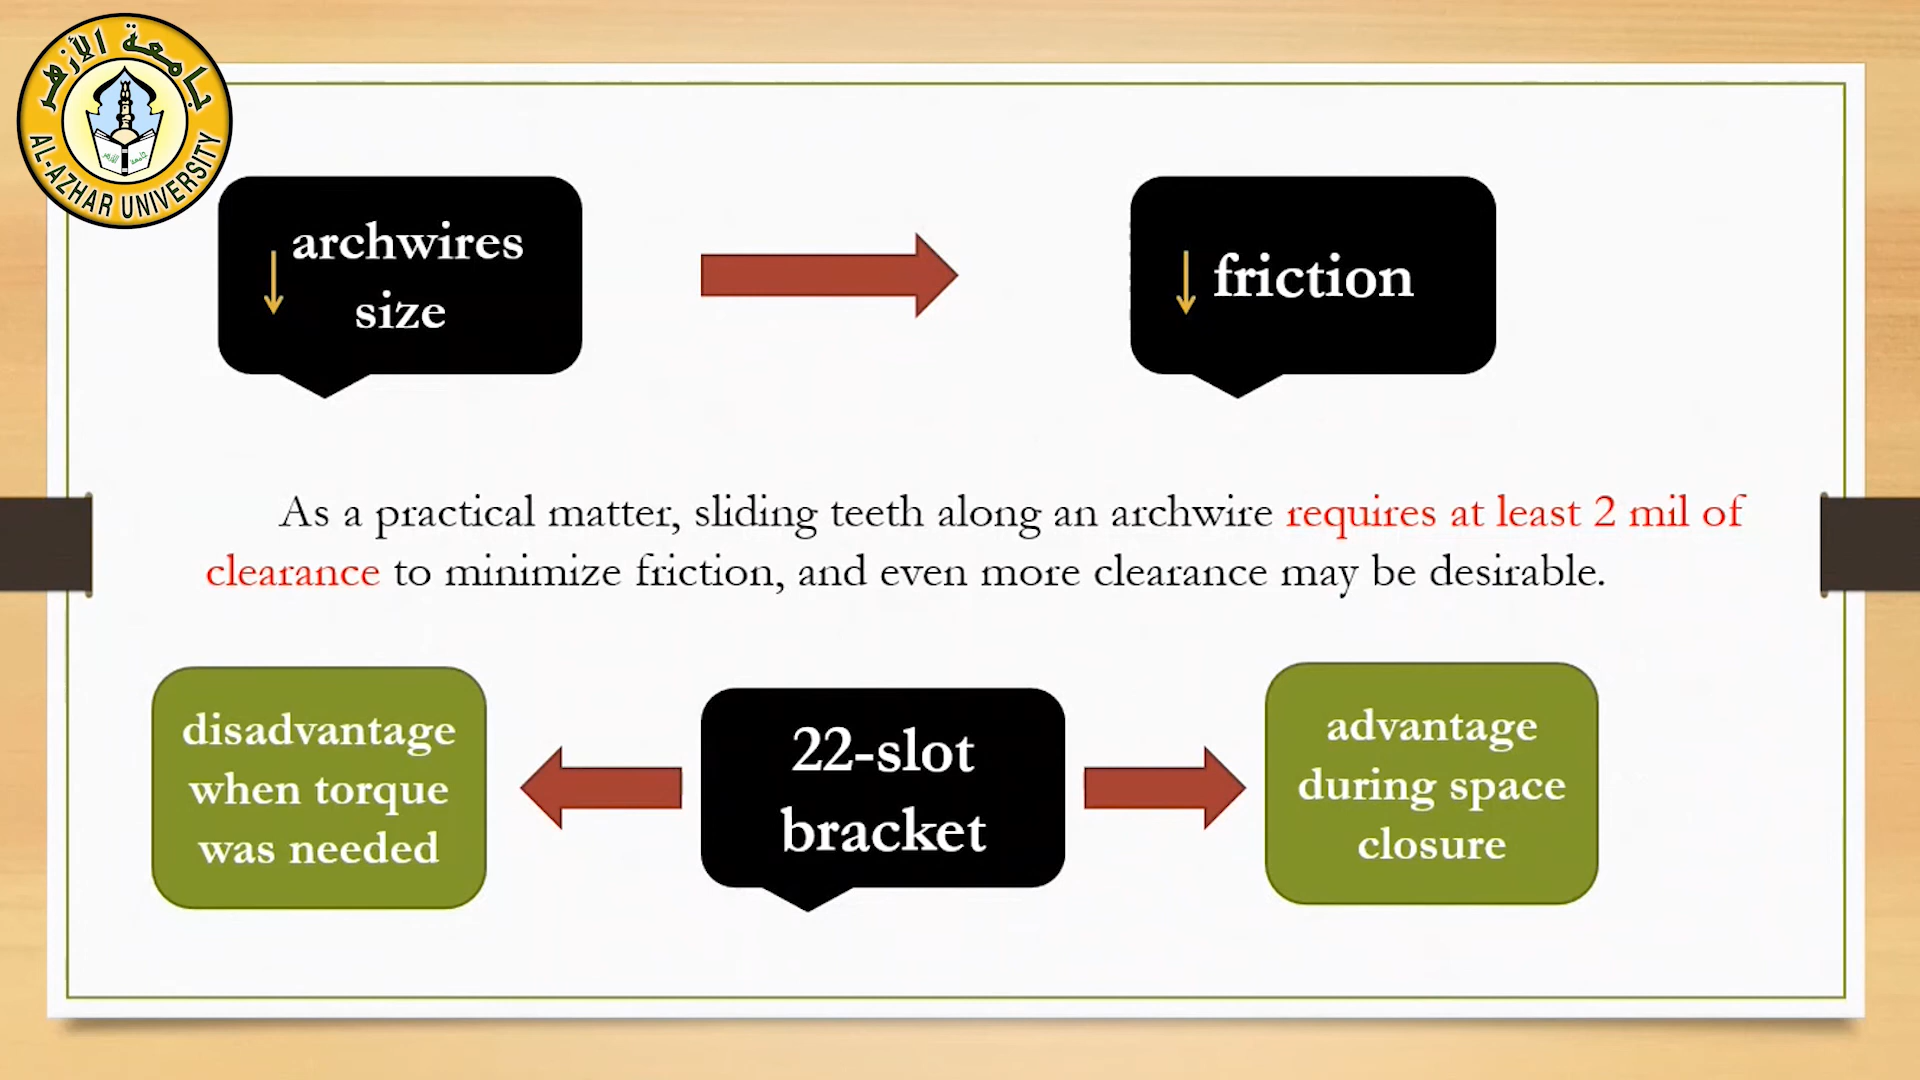 جامعة الأزهر
AL-AZHAR UNIVERSITY
↓ archwires
size
↓ friction
As a practical matter, sliding teeth along an archwire requires at least 2 mil of
clearance to minimize friction, and even more clearance may be desirable.
disadvantage
when torque
was needed
22-slot
bracket
advantage
during space
closure